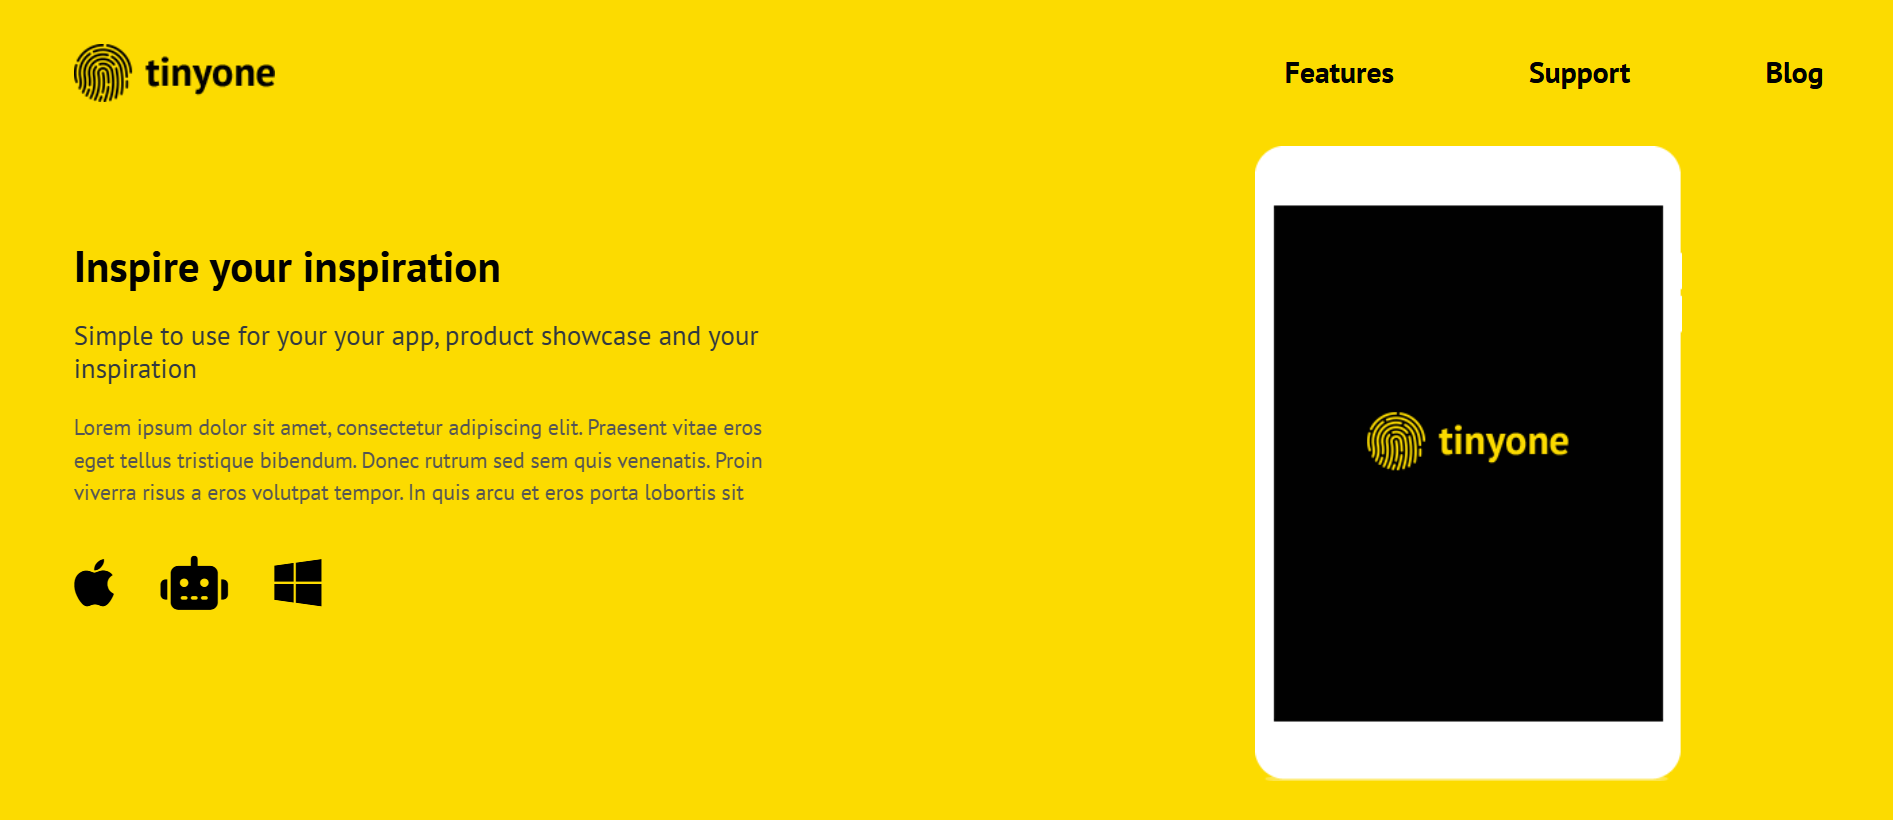 tinyone
Features
Support
Blog
Inspire your inspiration
Simple to use for your your app, product showcase and your
inspiration
Lorem ipsum dolor sit amet, consectetur adipiscing elit. Praesent vitae eros
eget tellus tristique bibendum. Donec rutrum sed sem quis venenatis. Proin
viverra risus a eros volutpat tempor. In quis arcu et eros porta lobortis sit
tinyone